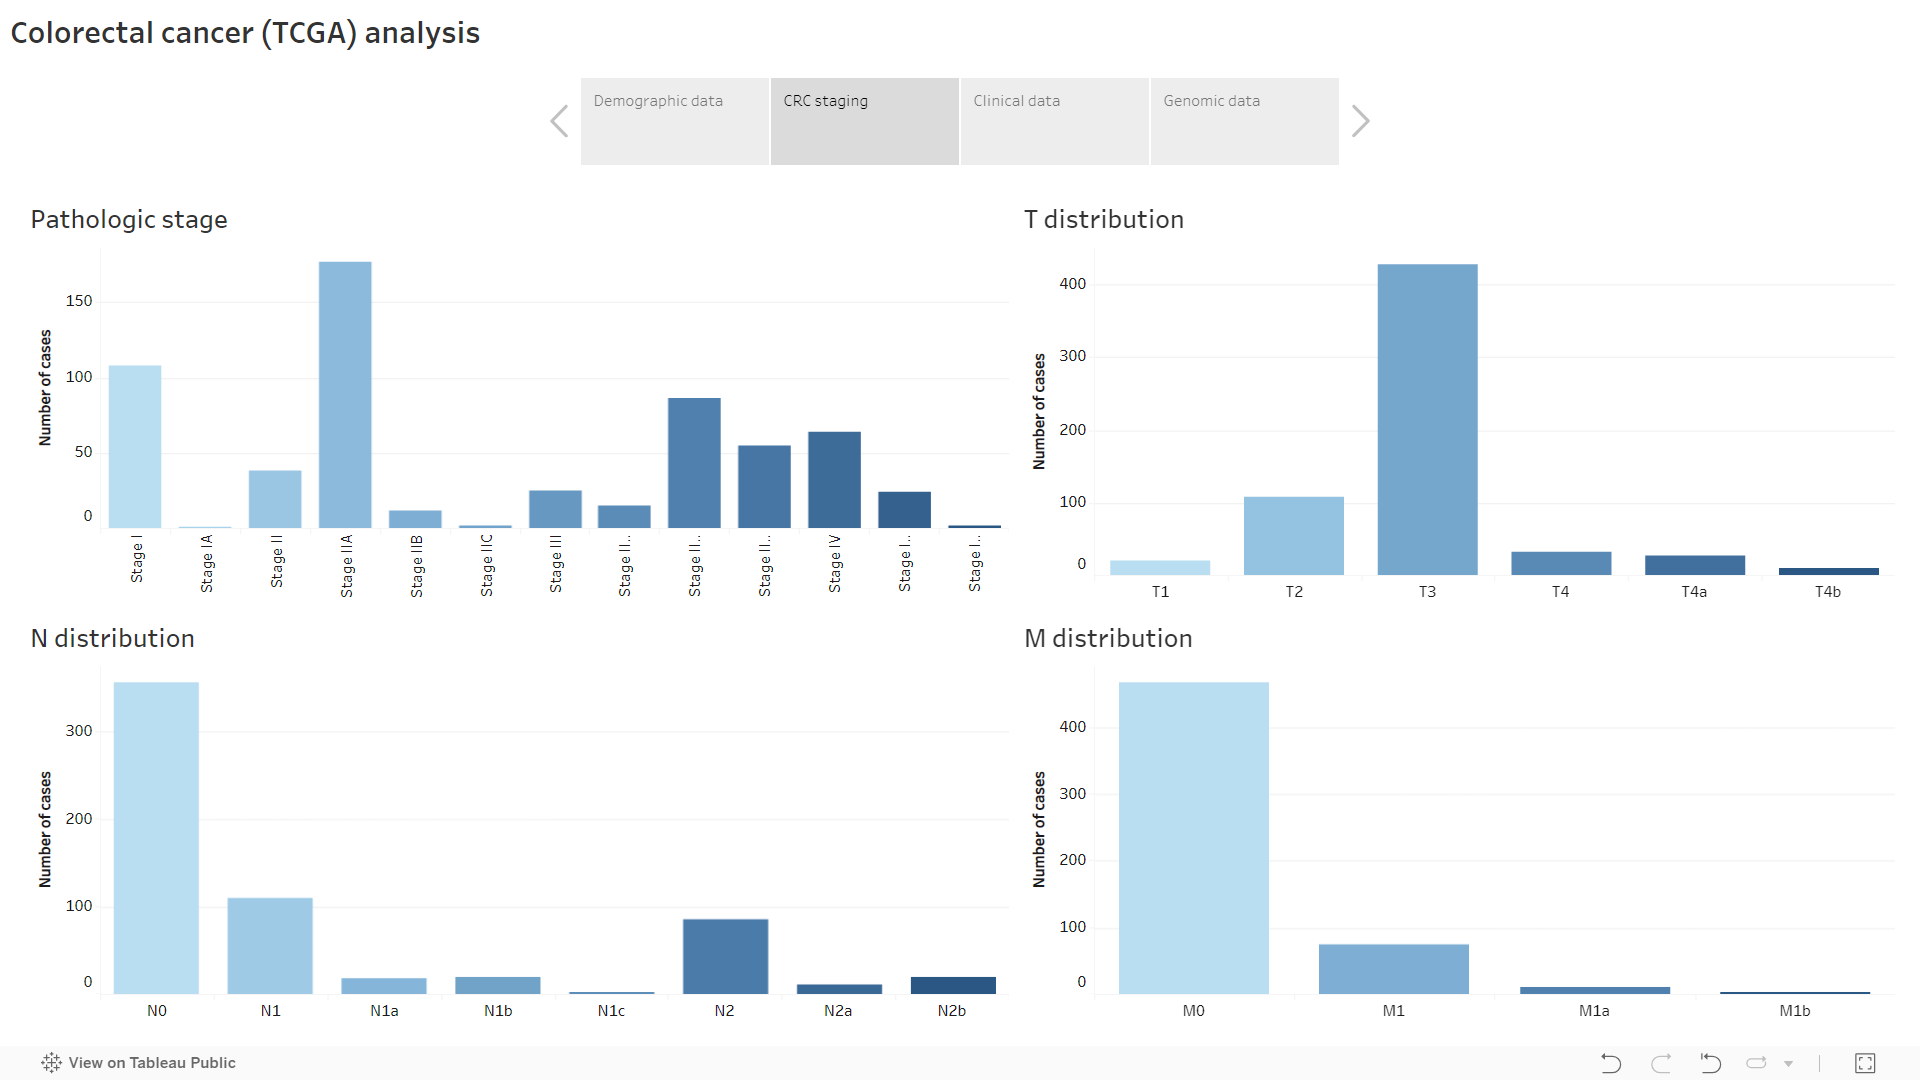 Colorectal cancer (TCGA) analysis
Demographic data
CRC staging
Clinical data
Genomic data
Pathologic stage
Number of cases
150
100
50
0
Stage I
Stage IA
Stage II
Stage IIA
Stage IIB
Stage IIC
Stage III
Stage II..
Stage II..
Stage II..
Stage IV
Stage I..
Stage I..
T distribution
Number of cases
400
300
200
100
0
T1
T2
T3
T4
T4a
T4b
N distribution
Number of cases
300
200
100
0
N0
N1
N1a
N1b
N1c
N2
N2a
N2b
M distribution
Number of cases
400
300
200
100
0
M0
M1
M1a
M1b
View on Tableau Public